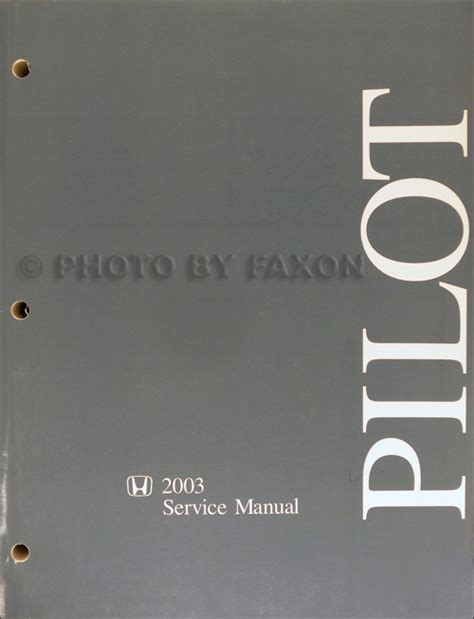 © PHOTO BY FAXON
PILOT
2003
Service Manual